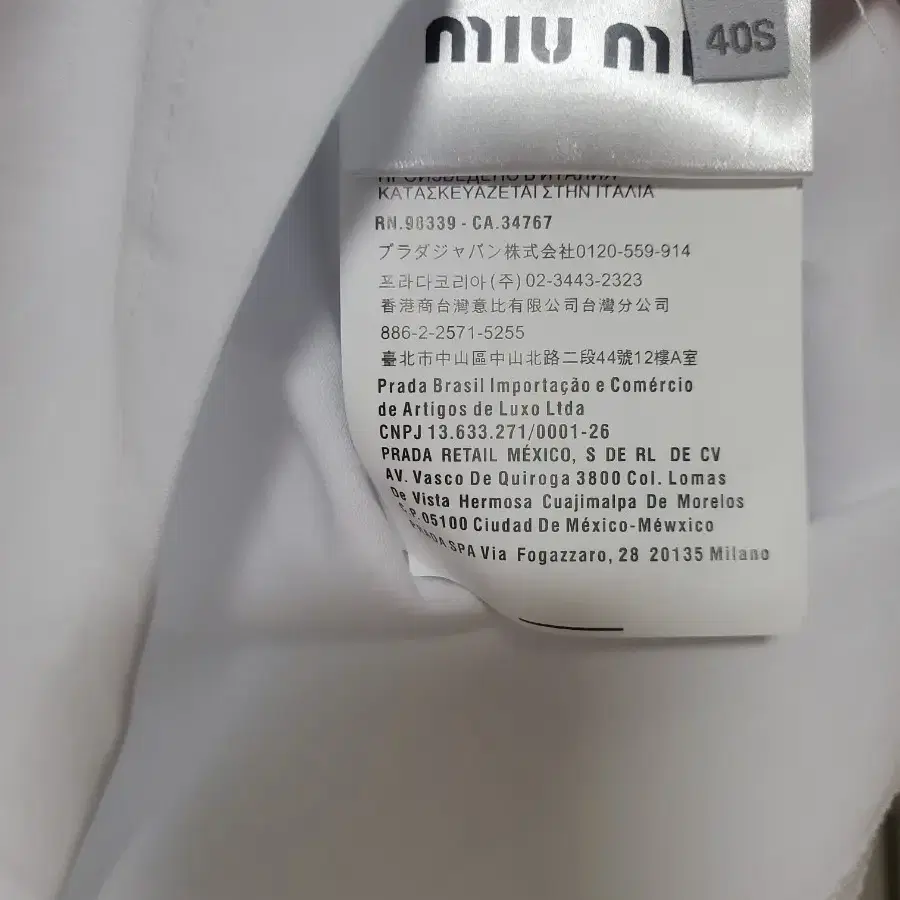 miu mi
40S
ΠΡΟИЗВЕДЕНО В ИТАЛИЯ
ΚΑΤΑΣΚΕΥΑΖΕΤΑΙ ΣΤΗΝ ΙΤΑΛΙΑ
RN.98339 - CA.34767
プラダジャパン株式会社0120-559-914
프라다코리아(주) 02-3443-2323
香港商台灣意比有限公司台灣分公司
886-2-2571-5255
臺北市中山區中山北路二段44號12樓A室
Prada Brasil Importação e Comércio
de Artigos de Luxo Ltda
CNPJ 13.633.271/0001-26
PRADA RETAIL MÉXICO, S DE RL DE CV
AV. Vasco De Quiroga 3800 Col. Lomas
De Vista Hermosa Cuajimalpa De Morelos
C.P.05100 Ciudad De México-Méwxico
PRADA SPA Via Fogazzaro, 28 20135 Milano